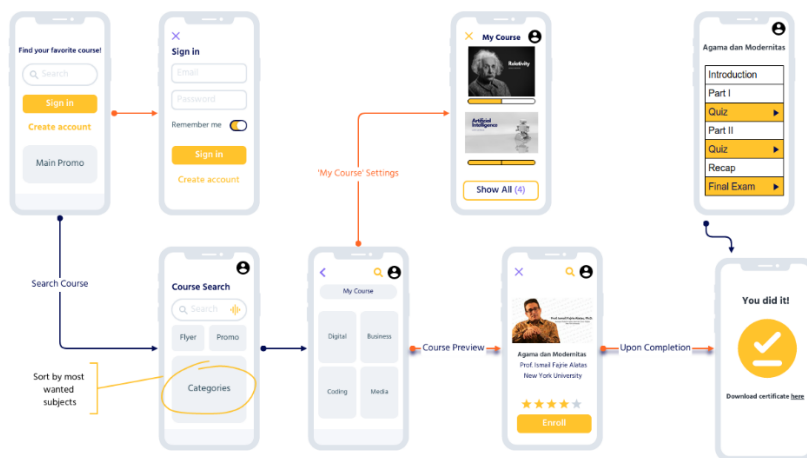 Find your favorite course!
Search
Sign in
Create account
Main Promo
Sign in
Email
Password
Remember me
Sign in
Create account
My Course
Relativity
Artificial
Intelligence
Show All (4)
Agama dan Modernitas
Introduction
Part I
Quiz
Part II
Quiz
Recap
Final Exam
'My Course' Settings
Search Course
Course Search
Search
Flyer
Promo
Categories
Sort by most
wanted
subjects
My Course
Digital
Business
Coding
Media
Course Preview
Agama dan Modernitas
Prof. Ismail Fajrie Alatas
New York University
Enroll
Upon Completion
You did it!
Download certificate here